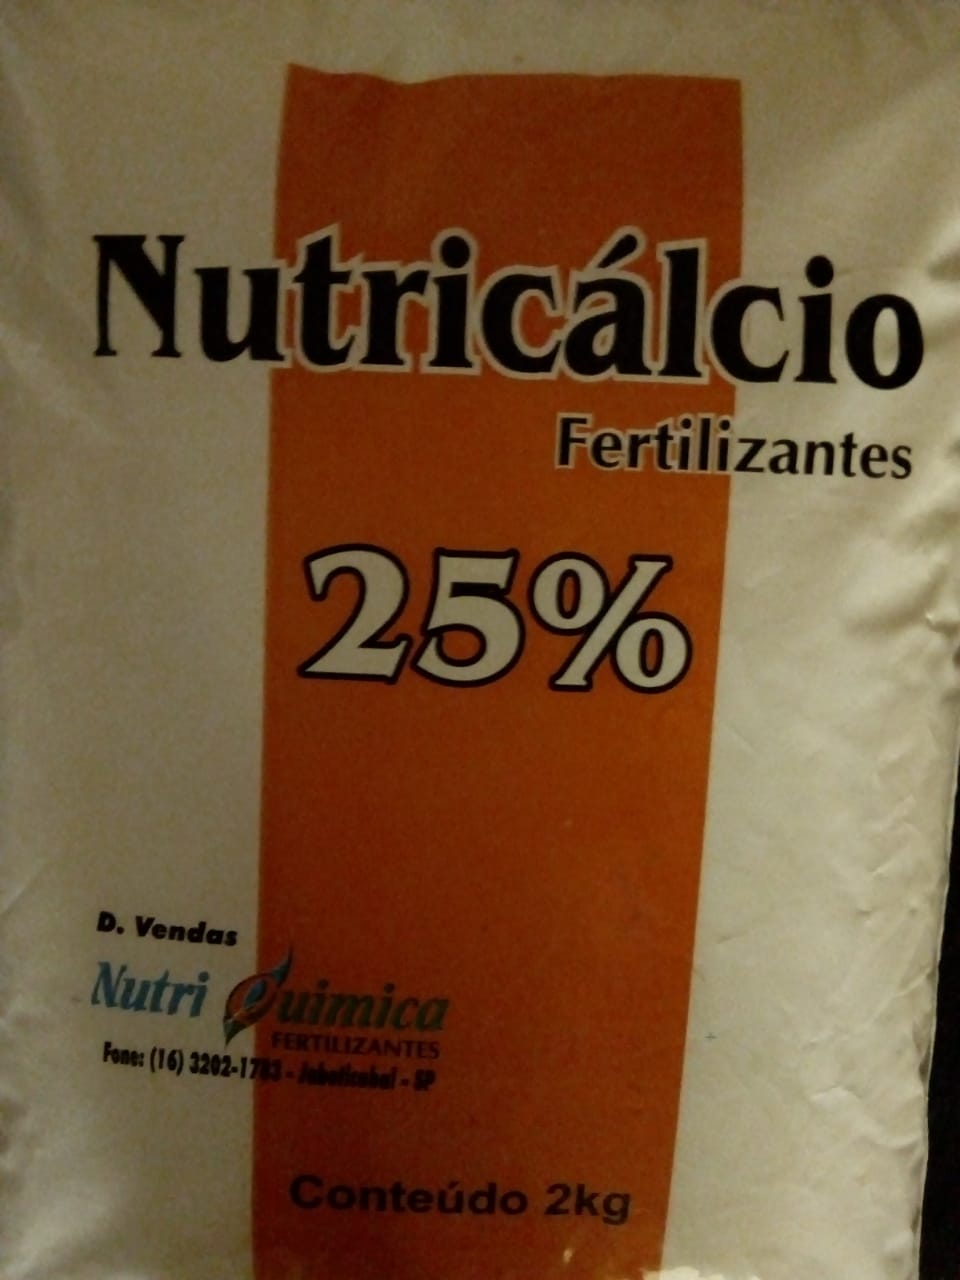 Nutricálcio
Fertilizantes
25%
D. Vendas
Nutri Quimica
FERTILIZANTES
Fone: (16) 3202-1783 - Jaboticabal - SP
Conteúdo 2kg